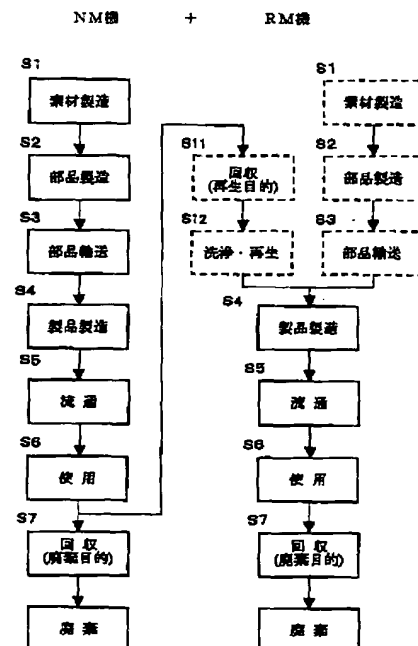 NM機 + RM機
S1
素材製造
S2
部品製造
S3
部品輸送
S4
製品製造
S5
流 通
S6
使 用
S7
回 収
(廃棄目的)
廃 棄
S11
回収
(再生目的)
S12
洗浄・再生
S1
素材製造
S2
部品製造
S3
部品輸送
S4
製品製造
S5
流 通
S6
使 用
S7
回 収
(廃棄目的)
廃 棄